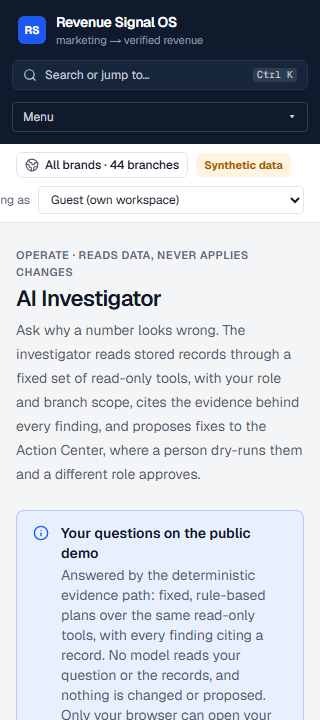 RS
Revenue Signal OS
marketing → verified revenue
Search or jump to…
Ctrl K
Menu
All brands · 44 branches
Synthetic data
ng as
Guest (own workspace)
OPERATE · READS DATA, NEVER APPLIES
CHANGES
AI Investigator
Ask why a number looks wrong. The
investigator reads stored records through a
fixed set of read-only tools, with your role
and branch scope, cites the evidence behind
every finding, and proposes fixes to the
Action Center, where a person dry-runs them
and a different role approves.
Your questions on the public
demo
Answered by the deterministic
evidence path: fixed, rule-based
plans over the same read-only
tools, with every finding citing a
record. No model reads your
question or the records, and
nothing is changed or proposed.
Only your browser can open your